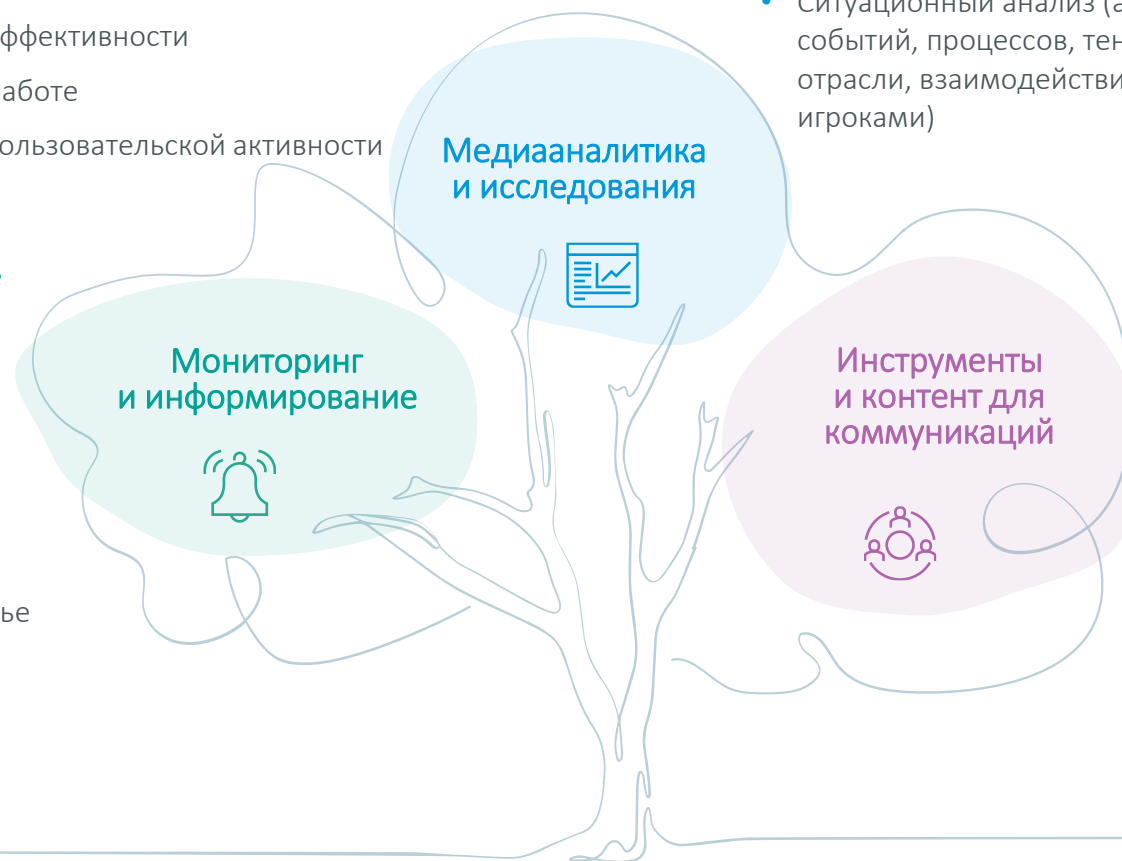 ффективности
аботе
ользовательской активности
Ситуационный анализ (а
событий, процессов, тен
отрасли, взаимодействи
игроками)
Медиааналитика
и исследования
Мониторинг
и информирование
Инструменты
и контент для
коммуникаций
ье